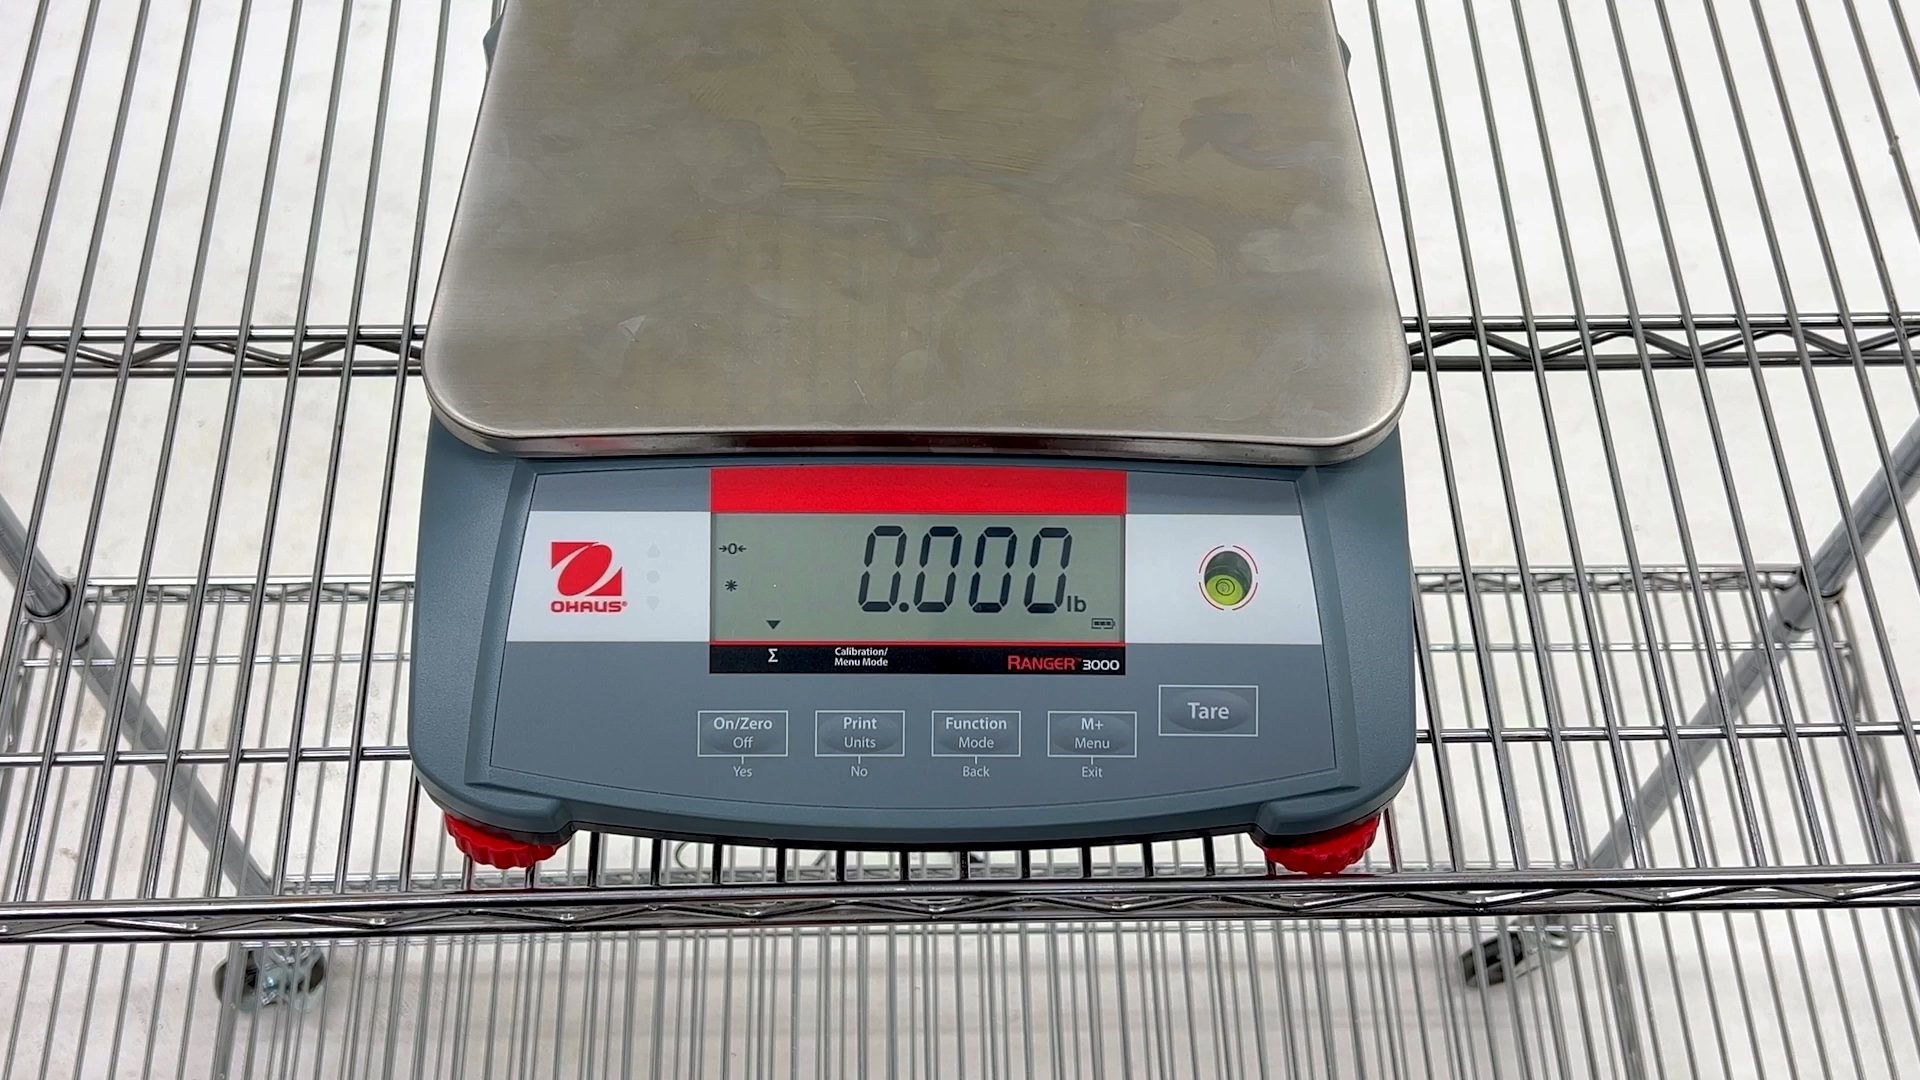 →0←
0.000 lb
*
OHAUS®
Σ
Calibration/
Menu Mode
RANGER™ 3000
On/Zero
Off
Yes
Print
Units
No
Function
Mode
Back
M+
Menu
Exit
Tare